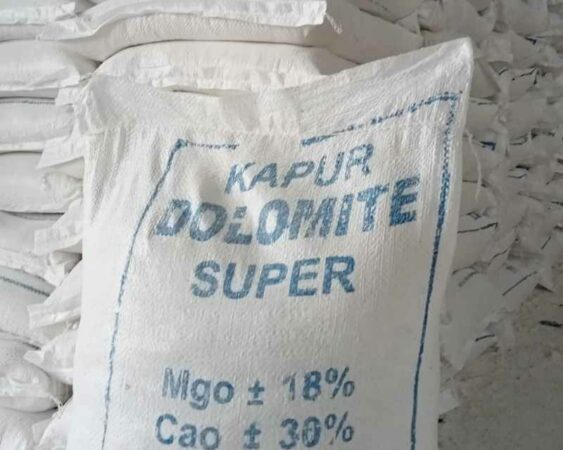 KAPUR
DOLOMITE
SUPER
Mgo ± 18%
Cao ± 30%